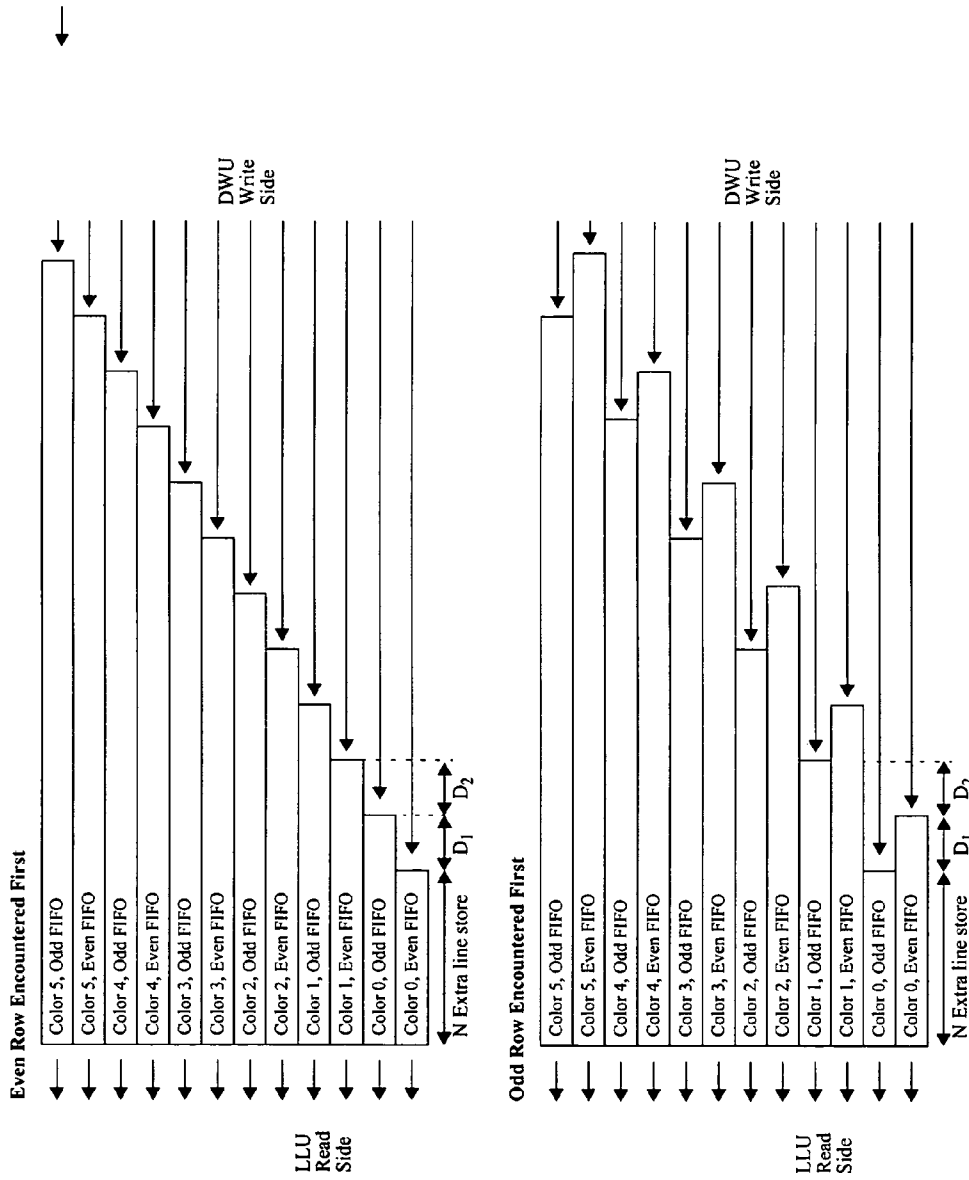 Even Row Encountered First
LLU
Read
Side
Color 5, Odd FIFO
Color 5, Even FIFO
Color 4, Odd FIFO
Color 4, Even FIFO
Color 3, Odd FIFO
Color 3, Even FIFO
Color 2, Odd FIFO
Color 2, Even FIFO
Color 1, Odd FIFO
Color 1, Even FIFO
Color 0, Odd FIFO
Color 0, Even FIFO
DWU
Write
Side
N Extra line store
D₁
D₂
Odd Row Encountered First
LLU
Read
Side
Color 5, Odd FIFO
Color 5, Even FIFO
Color 4, Odd FIFO
Color 4, Even FIFO
Color 3, Odd FIFO
Color 3, Even FIFO
Color 2, Odd FIFO
Color 2, Even FIFO
Color 1, Odd FIFO
Color 1, Even FIFO
Color 0, Odd FIFO
Color 0, Even FIFO
DWU
Write
Side
N Extra line store
D₁
D₂